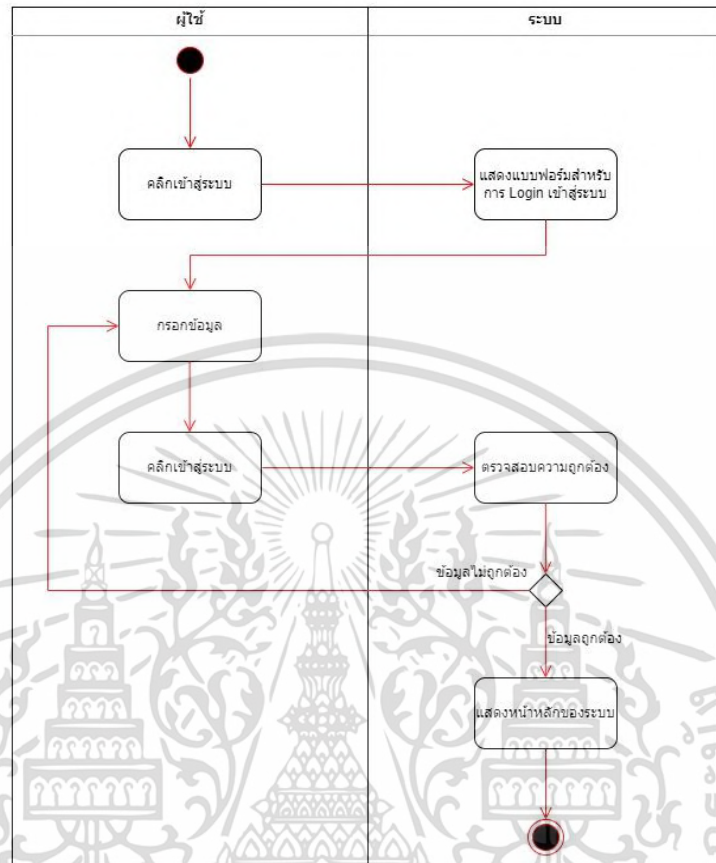 ผู้ใช้
ระบบ
คลิกเข้าสู่ระบบ
แสดงแบบฟอร์มสำหรับ
การ Login เข้าสู่ระบบ
กรอกข้อมูล
คลิกเข้าสู่ระบบ
ตรวจสอบความถูกต้อง
ข้อมูลไม่ถูกต้อง
ข้อมูลถูกต้อง
แสดงหน้าหลักของระบบ